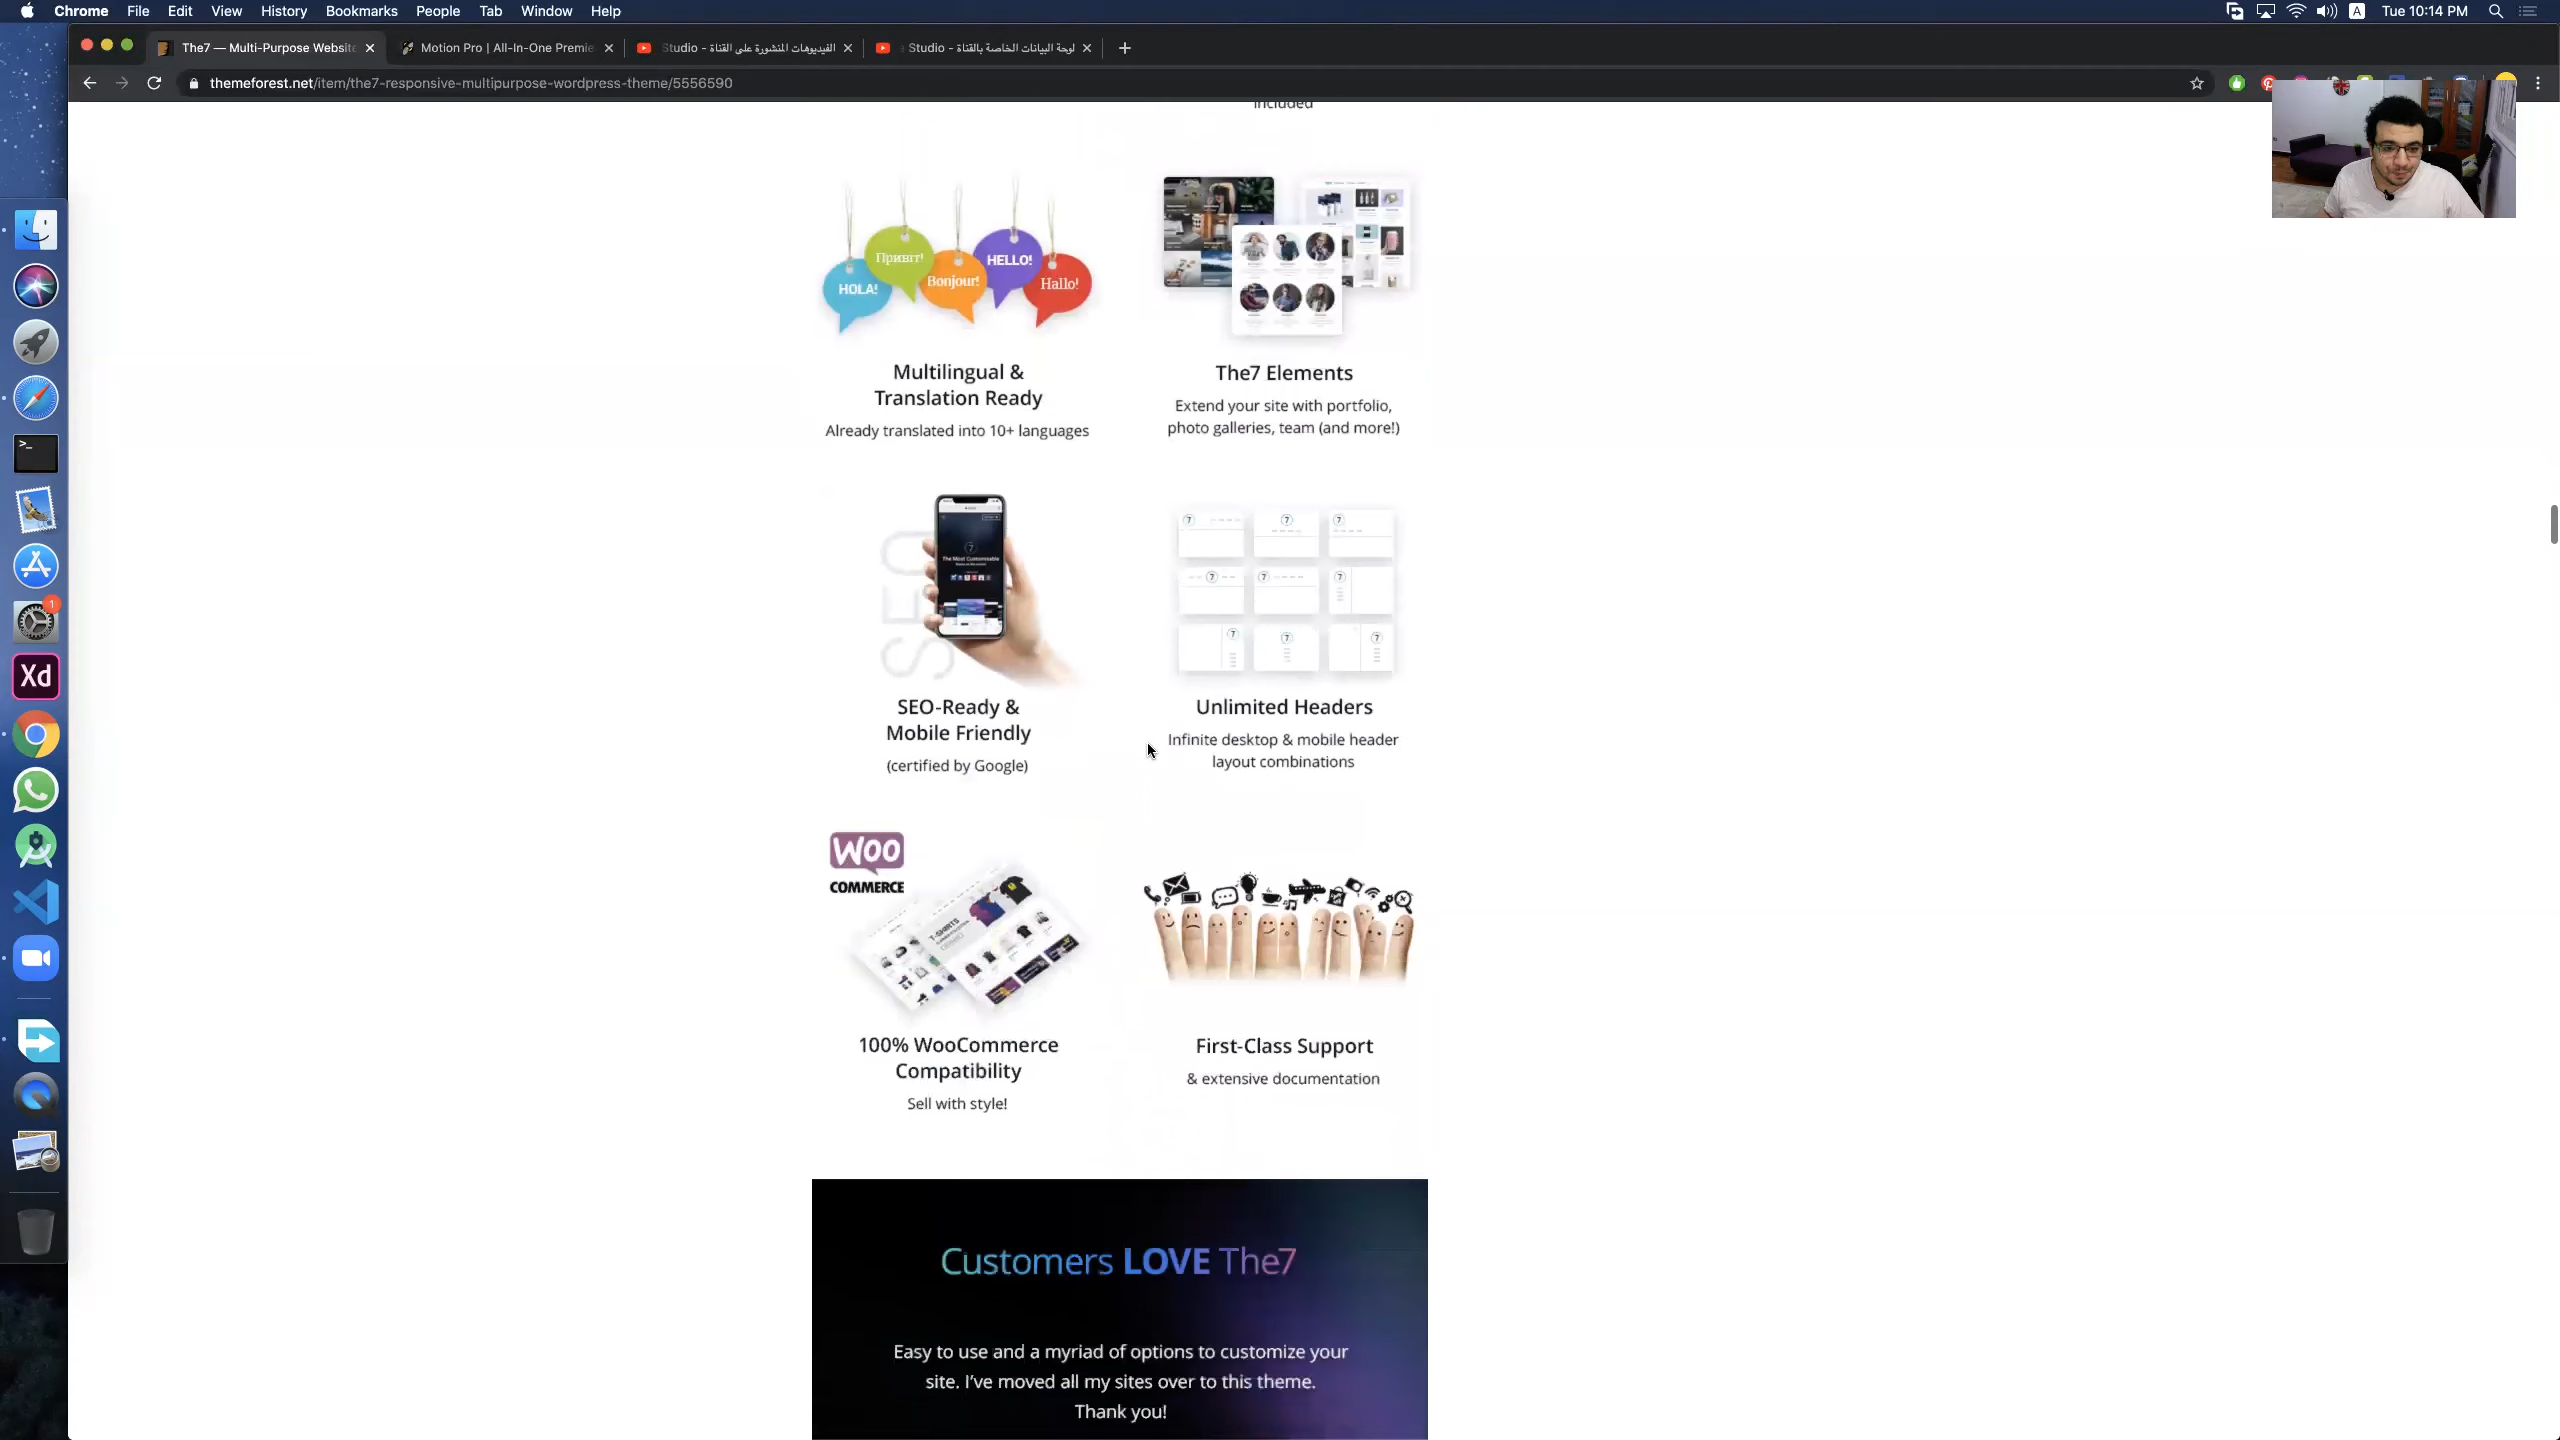 Chrome File Edit View History Bookmarks People Tab Window Help
A Tue 10:14 PM
The7 — Multi-Purpose Website
Motion Pro | All-In-One Premie
الفيديوهات المنشورة على القناة - Studio
لوحة البيانات الخاصة بالقناة - Studio
themeforest.net/item/the7-responsive-multipurpose-wordpress-theme/5556590
included
HOLA!
Привіт!
Bonjour!
HELLO!
Hallo!
Multilingual &
Translation Ready
Already translated into 10+ languages
The7 Elements
Extend your site with portfolio,
photo galleries, team (and more!)
SEO
SEO-Ready &
Mobile Friendly
(certified by Google)
Unlimited Headers
Infinite desktop & mobile header
layout combinations
WOO
COMMERCE
T-SHIRTS
100% WooCommerce
Compatibility
Sell with style!
First-Class Support
& extensive documentation
Customers LOVE The7
Easy to use and a myriad of options to customize your
site. I've moved all my sites over to this theme.
Thank you!
1
Xd